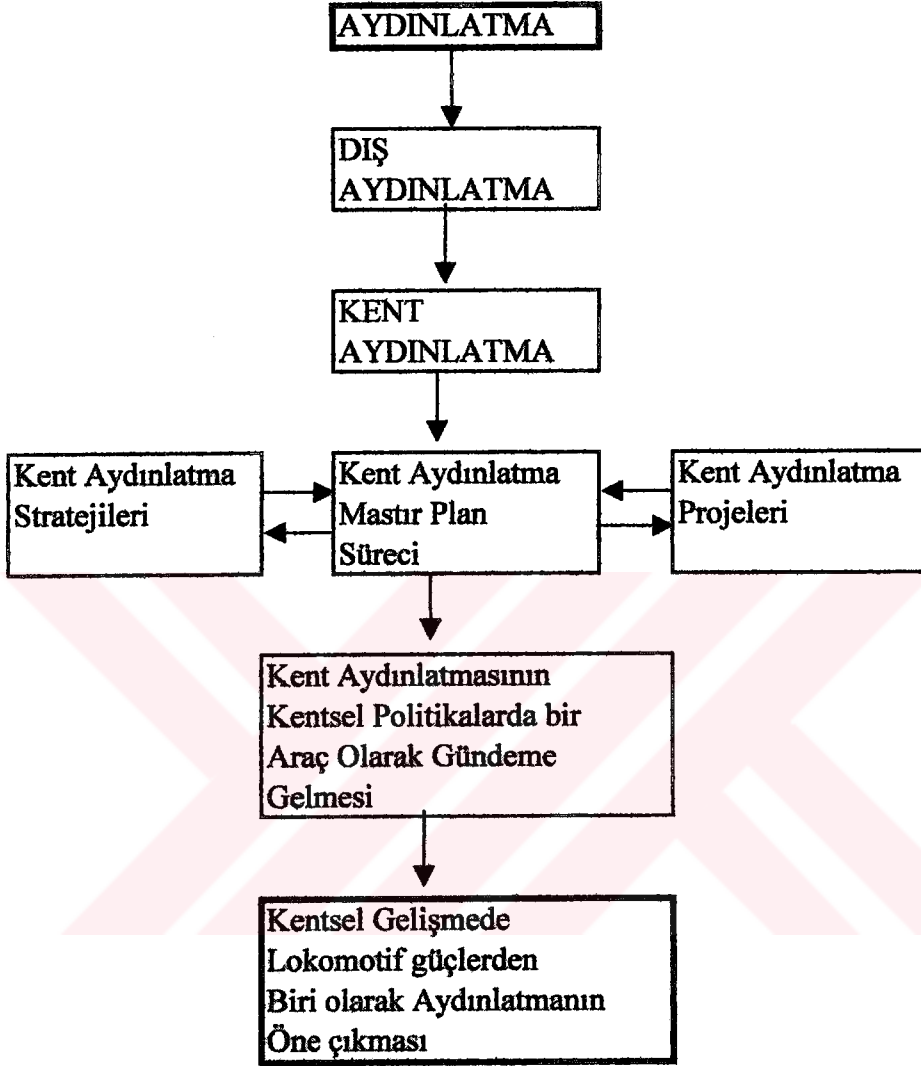 AYDINLATMA
DIŞ
AYDINLATMA
KENT
AYDINLATMA
Kent Aydınlatma
Stratejileri
Kent Aydınlatma
Mastır Plan
Süreci
Kent Aydınlatma
Projeleri
Kent Aydınlatmasının
Kentsel Politikalarda bir
Araç Olarak Gündeme
Gelmesi
Kentsel Gelişmede
Lokomotif güçlerden
Biri olarak Aydınlatmanın
Öne çıkması